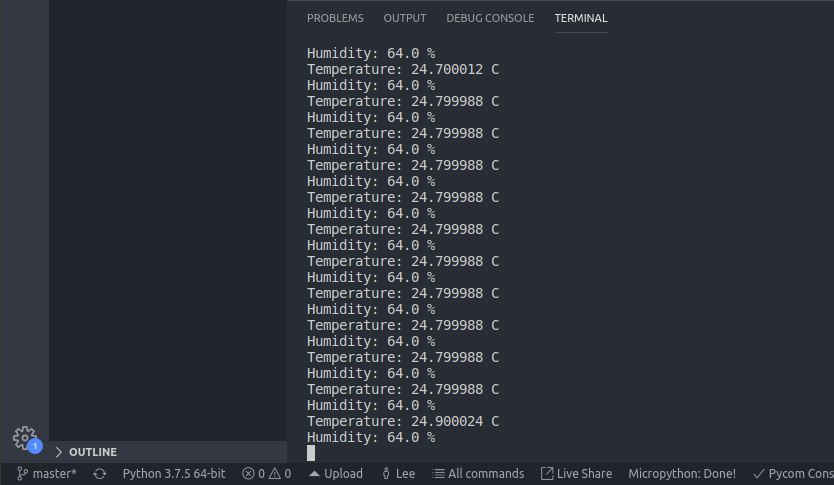 PROBLEMS OUTPUT DEBUG CONSOLE TERMINAL
Humidity: 64.0 %
Temperature: 24.700012 C
Humidity: 64.0 %
Temperature: 24.799988 C
Humidity: 64.0 %
Temperature: 24.799988 C
Humidity: 64.0 %
Temperature: 24.799988 C
Humidity: 64.0 %
Temperature: 24.799988 C
Humidity: 64.0 %
Temperature: 24.799988 C
Humidity: 64.0 %
Temperature: 24.799988 C
Humidity: 64.0 %
Temperature: 24.799988 C
Humidity: 64.0 %
Temperature: 24.799988 C
Humidity: 64.0 %
Temperature: 24.799988 C
Humidity: 64.0 %
Temperature: 24.799988 C
Humidity: 64.0 %
Temperature: 24.900024 C
Humidity: 64.0 %
1
OUTLINE
master* Python 3.7.5 64-bit 0 0 Upload Lee All commands Live Share Micropython: Done! Pycom Cons